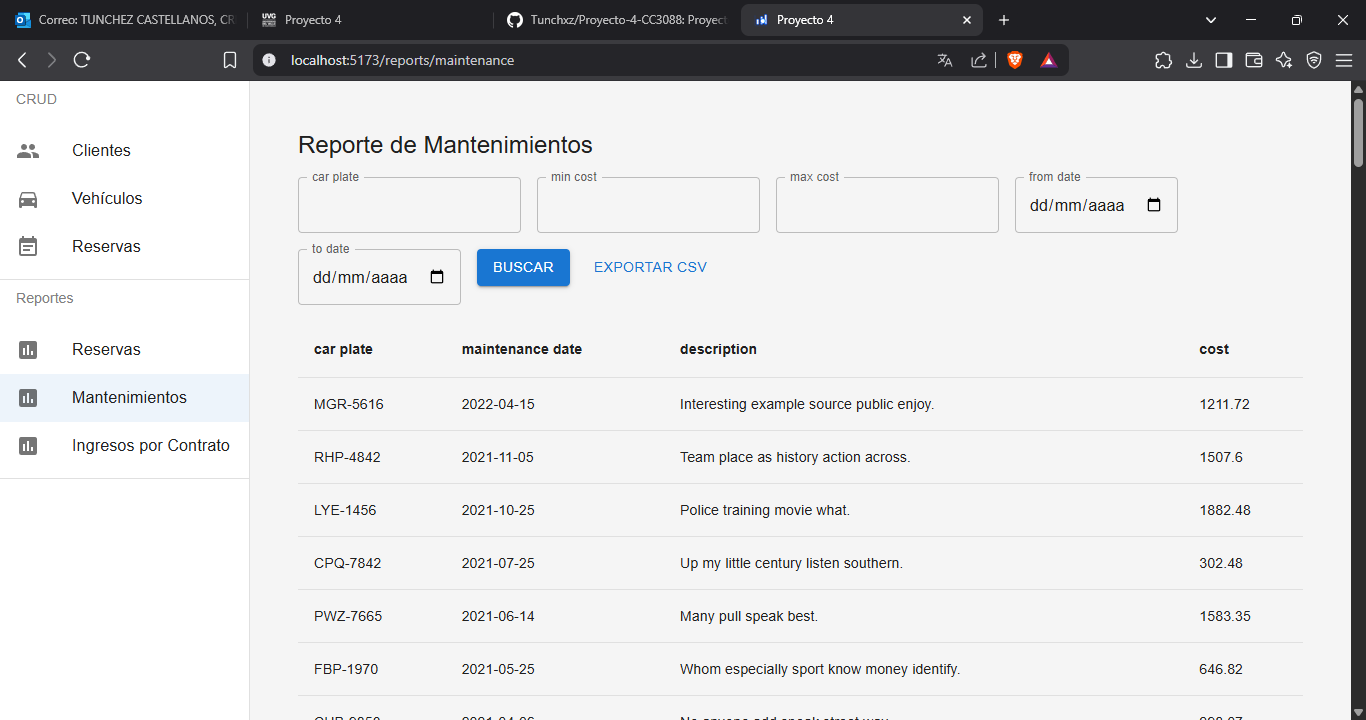 Correo: TUNCHEZ CASTELLANOS, CR
UVG
Proyecto 4
Tunchxz/Proyecto-4-CC3088: Proyect
Proyecto 4
localhost:5173/reports/maintenance
CRUD
Clientes
Vehículos
Reservas
Reportes
Reservas
Mantenimientos
Ingresos por Contrato
Reporte de Mantenimientos
car plate
min cost
max cost
from date
dd/mm/aaaa
to date
dd/mm/aaaa
BUSCAR
EXPORTAR CSV
car plate maintenance date description cost
MGR-5616 2022-04-15 Interesting example source public enjoy. 1211.72
RHP-4842 2021-11-05 Team place as history action across. 1507.6
LYE-1456 2021-10-25 Police training movie what. 1882.48
CPQ-7842 2021-07-25 Up my little century listen southern. 302.48
PWZ-7665 2021-06-14 Many pull speak best. 1583.35
FBP-1970 2021-05-25 Whom especially sport know money identify. 646.82